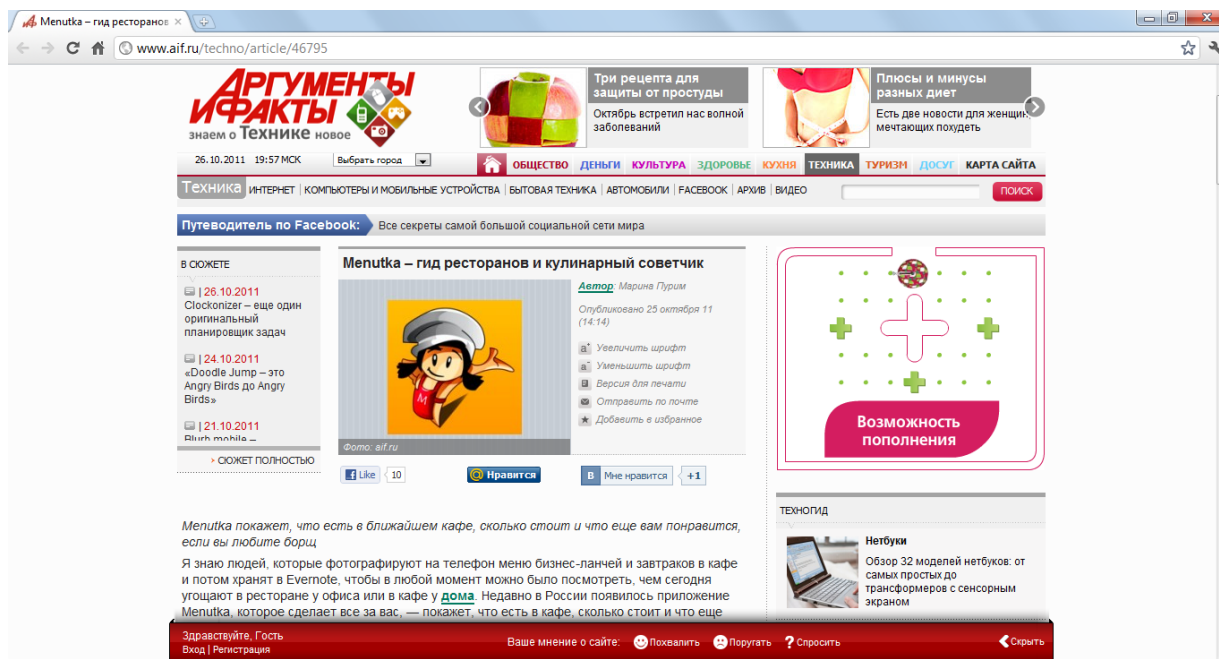 Menutka – гид ресторанов
www.aif.ru/techno/article/46795
АРГУМЕНТЫ
И ФАКТЫ
знаем о Технике новое
Три рецепта для
защиты от простуды
Октябрь встретил нас волной
заболеваний
Плюсы и минусы
разных диет
Есть две новости для женщин,
мечтающих похудеть
26.10.2011 19:57 МСК
Выбрать город
ОБЩЕСТВО ДЕНЬГИ КУЛЬТУРА ЗДОРОВЬЕ КУХНЯ ТЕХНИКА ТУРИЗМ ДОСУГ КАРТА САЙТА
Техника ИНТЕРНЕТ | КОМПЬЮТЕРЫ И МОБИЛЬНЫЕ УСТРОЙСТВА | БЫТОВАЯ ТЕХНИКА | АВТОМОБИЛИ | FACEBOOK | АРХИВ | ВИДЕО
ПОИСК
Путеводитель по Facebook: Все секреты самой большой социальной сети мира
В СЮЖЕТЕ
| 26.10.2011
Clockonizer – еще один
оригинальный
планировщик задач
| 24.10.2011
«Doodle Jump – это
Angry Birds до Angry
Birds»
| 21.10.2011
Blurb mobile –
› СЮЖЕТ ПОЛНОСТЬЮ
Menutka – гид ресторанов и кулинарный советчик
M
Фото: aif.ru
Автор: Марина Пурим
Опубликовано 25 октября 11
(14:14)
Увеличить шрифт
Уменьшить шрифт
Версия для печати
Отправить по почте
Добавить в избранное
Like 10
Нравится
В Мне нравится +1
Menutka покажет, что есть в ближайшем кафе, сколько стоит и что еще вам понравится,
если вы любите борщ
Я знаю людей, которые фотографируют на телефон меню бизнес-ланчей и завтраков в кафе
и потом хранят в Evernote, чтобы в любой момент можно было посмотреть, чем сегодня
угощают в ресторане у офиса или в кафе у дома. Недавно в России появилось приложение
Menutka, которое сделает все за вас, — покажет, что есть в кафе, сколько стоит и что еще
Возможность
пополнения
ТЕХНОГИД
Нетбуки
Обзор 32 моделей нетбуков: от
самых простых до
трансформеров с сенсорным
экраном
Здравствуйте, Гость
Вход | Регистрация
Ваше мнение о сайте: Похвалить Поругать ? Спросить
Скрыть